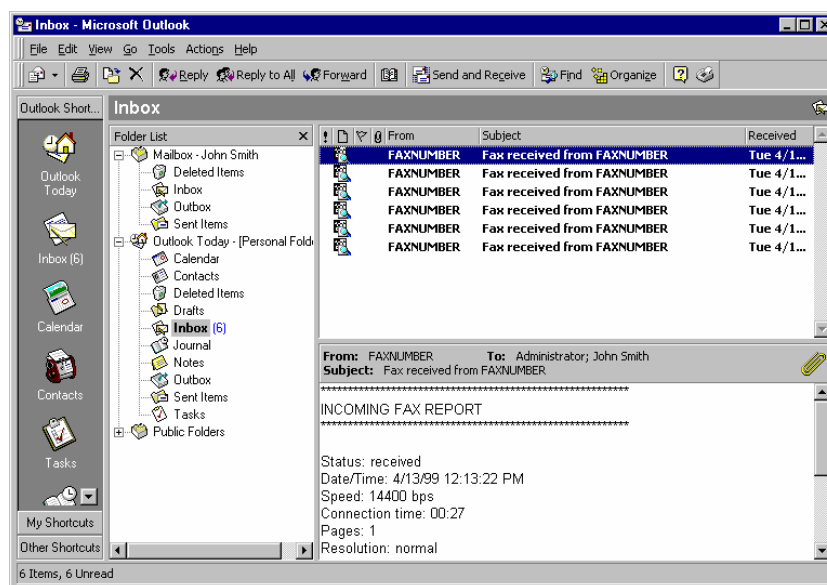 Inbox - Microsoft Outlook
File Edit View Go Tools Actions Help
Reply Reply to All Forward Send and Receive Find Organize
Outlook Short... Inbox
Outlook Today
Inbox (6)
Calendar
Contacts
Tasks
My Shortcuts
Other Shortcuts
Folder List
Mailbox - John Smith
Deleted Items
Inbox
Outbox
Sent Items
Outlook Today - [Personal Fold
Calendar
Contacts
Deleted Items
Drafts
Inbox (6)
Journal
Notes
Outbox
Sent Items
Tasks
Public Folders
! From Subject Received
FAXNUMBER Fax received from FAXNUMBER Tue 4/1...
FAXNUMBER Fax received from FAXNUMBER Tue 4/1...
FAXNUMBER Fax received from FAXNUMBER Tue 4/1...
FAXNUMBER Fax received from FAXNUMBER Tue 4/1...
FAXNUMBER Fax received from FAXNUMBER Tue 4/1...
FAXNUMBER Fax received from FAXNUMBER Tue 4/1...
From: FAXNUMBER To: Administrator; John Smith
Subject: Fax received from FAXNUMBER
************************************************************
INCOMING FAX REPORT
************************************************************
Status: received
Date/Time: 4/13/99 12:13:22 PM
Speed: 14400 bps
Connection time: 00:27
Pages: 1
Resolution: normal
6 Items, 6 Unread